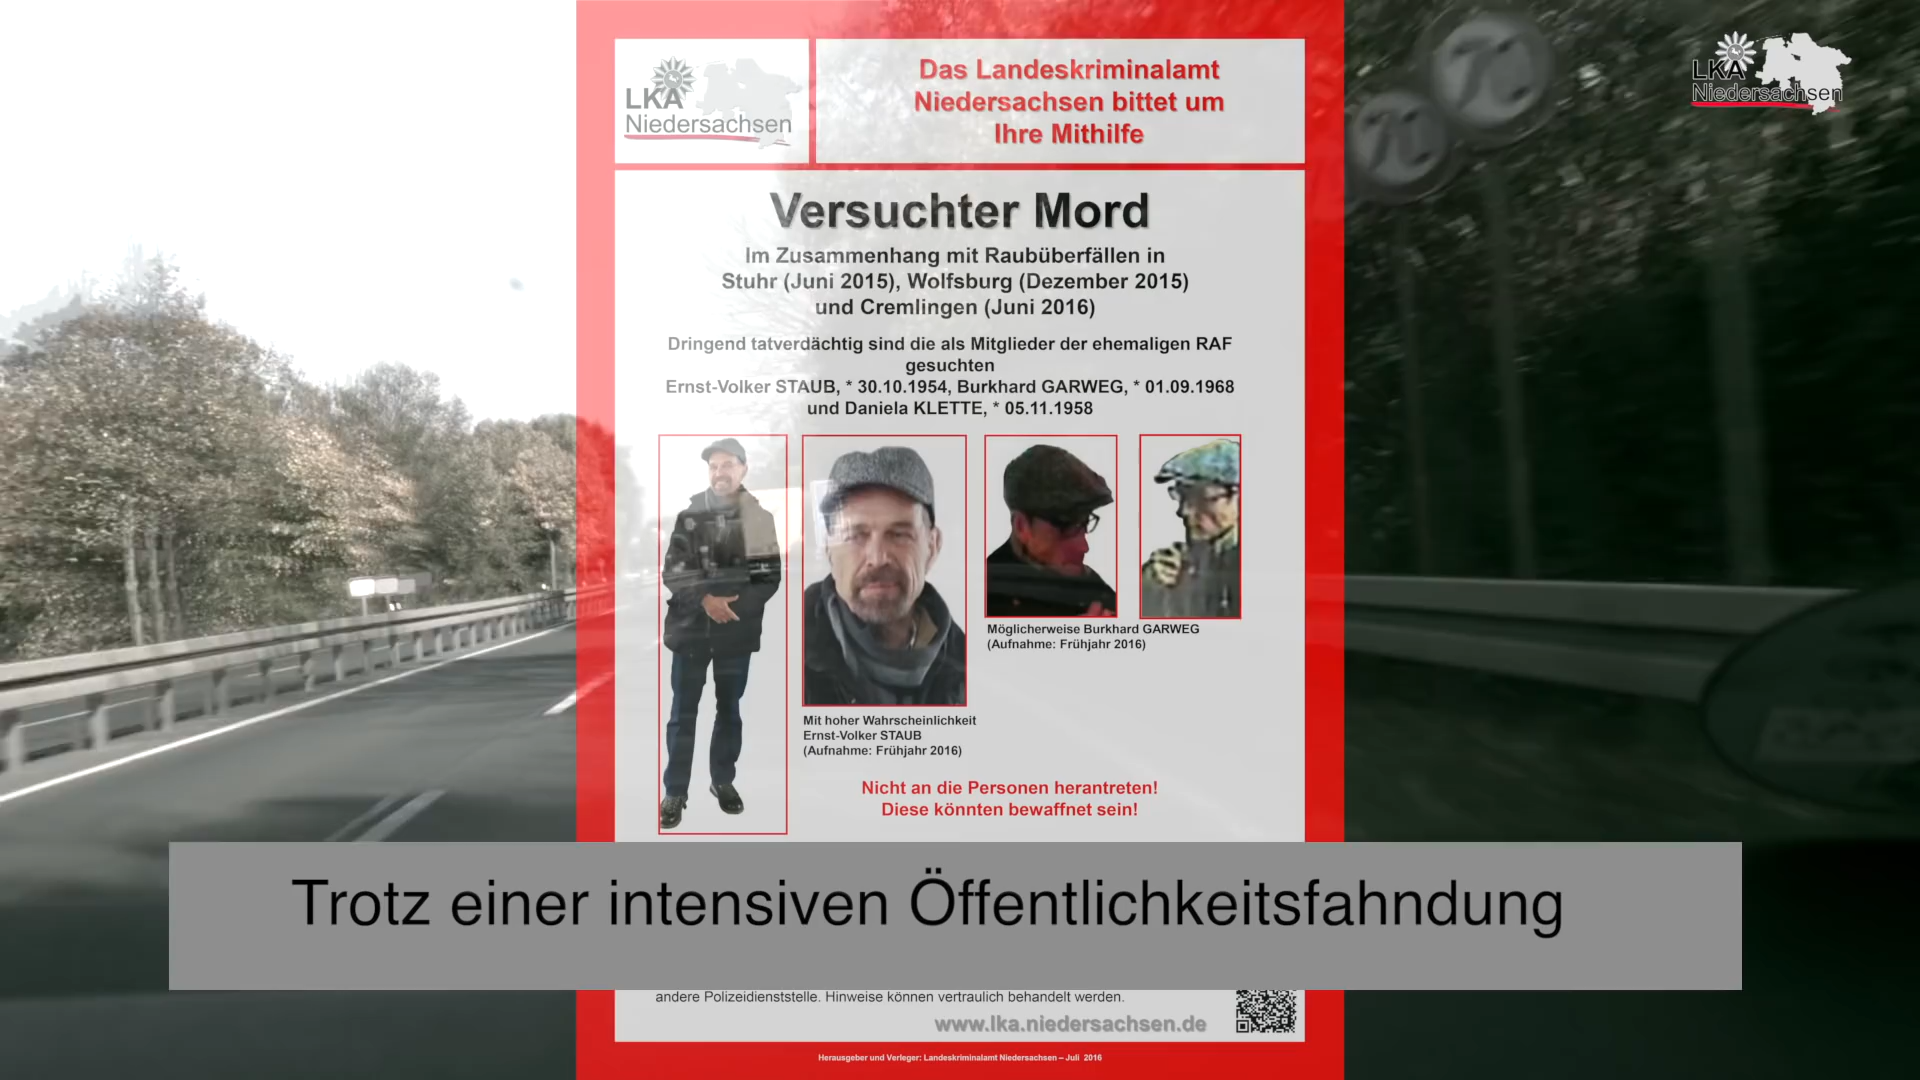 LKA
Niedersachsen
Das Landeskriminalamt
Niedersachsen bittet um
Ihre Mithilfe
LKA
Niedersachsen
Versuchter Mord
Im Zusammenhang mit Raubüberfällen in
Stuhr (Juni 2015), Wolfsburg (Dezember 2015)
und Cremlingen (Juni 2016)
Dringend tatverdächtig sind die als Mitglieder der ehemaligen RAF
gesuchten
Ernst-Volker STAUB, * 30.10.1954, Burkhard GARWEG, * 01.09.1968
und Daniela KLETTE, * 05.11.1958
Möglicherweise Burkhard GARWEG
(Aufnahme: Frühjahr 2016)
Mit hoher Wahrscheinlichkeit
Ernst-Volker STAUB
(Aufnahme: Frühjahr 2016)
Nicht an die Personen herantreten!
Diese könnten bewaffnet sein!
Trotz einer intensiven Öffentlichkeitsfahndung
andere Polizeidienststelle. Hinweise können vertraulich behandelt werden.
www.lka.niedersachsen.de
Herausgeber und Verleger: Landeskriminalamt Niedersachsen – Juli 2016